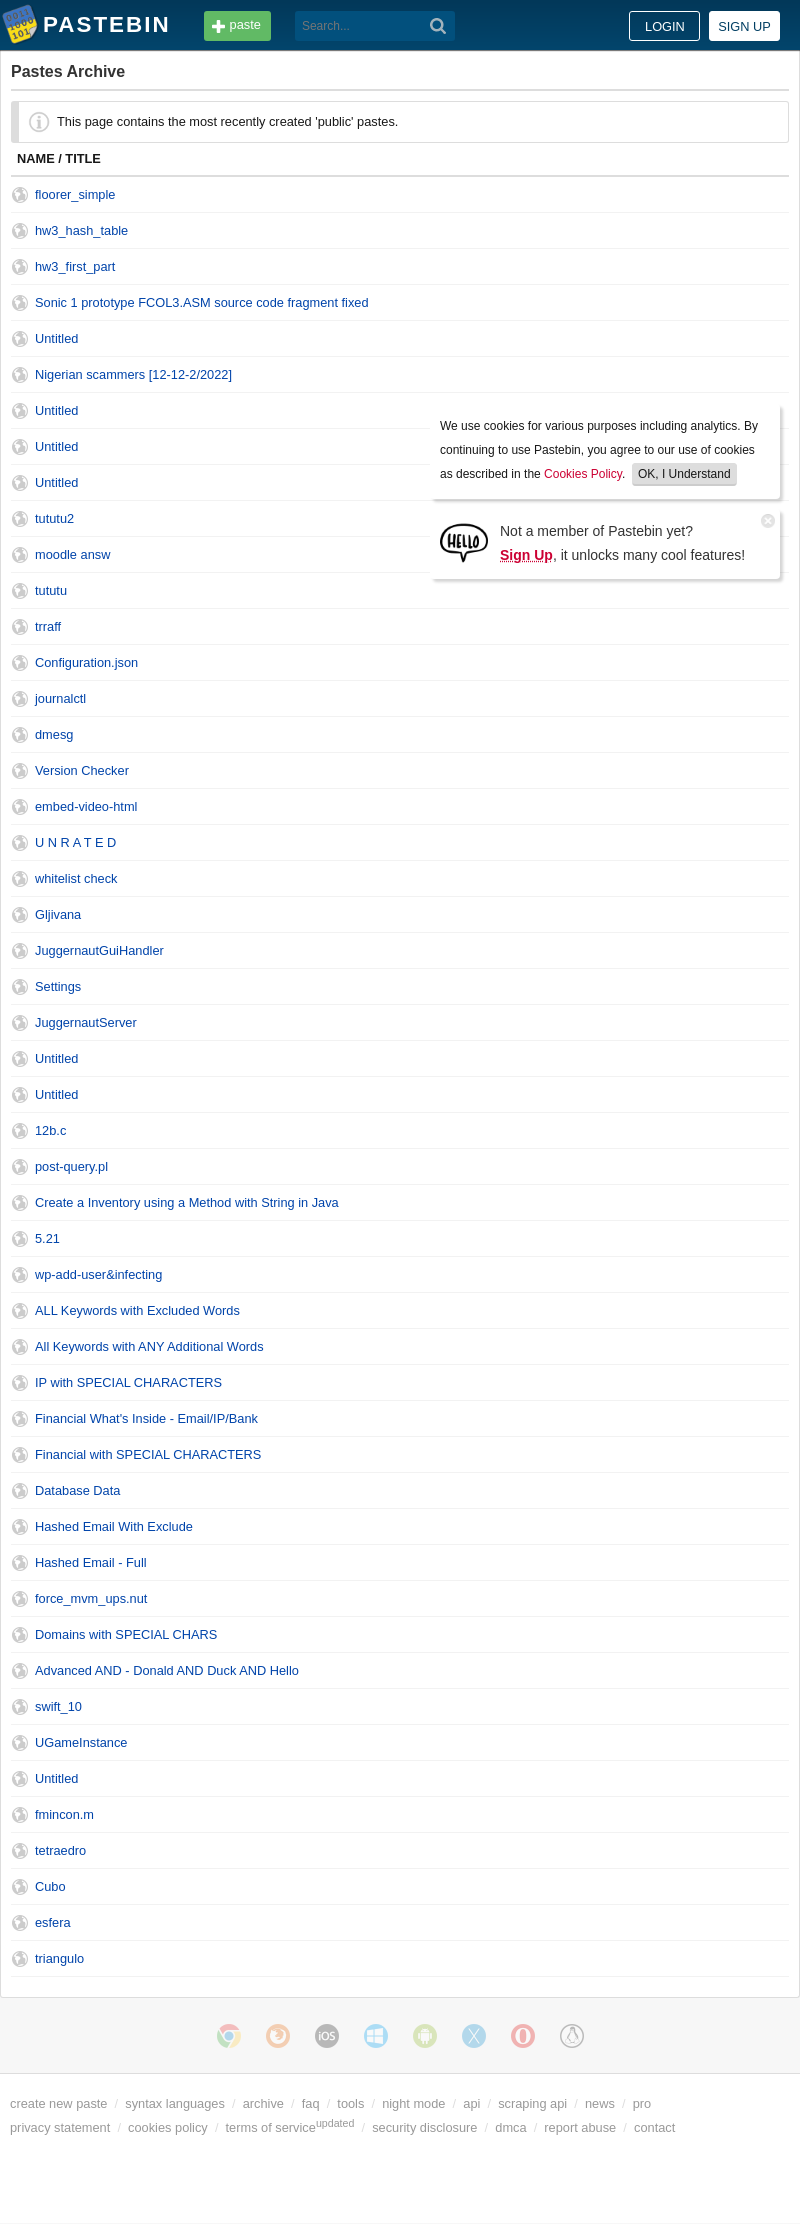 PASTEBIN
paste
Search...
LOGIN
SIGN UP
Pastes Archive
This page contains the most recently created 'public' pastes.
NAME / TITLE
floorer_simple
hw3_hash_table
hw3_first_part
Sonic 1 prototype FCOL3.ASM source code fragment fixed
Untitled
Nigerian scammers [12-12-2/2022]
Untitled
Untitled
Untitled
tututu2
moodle answ
tututu
We use cookies for various purposes including analytics. By
continuing to use Pastebin, you agree to our use of cookies
as described in the Cookies Policy. OK, I Understand
HELLO
Not a member of Pastebin yet?
Sign Up, it unlocks many cool features!
trraff
Configuration.json
journalctl
dmesg
Version Checker
embed-video-html
U N R A T E D
whitelist check
Gljivana
JuggernautGuiHandler
Settings
JuggernautServer
Untitled
Untitled
12b.c
post-query.pl
Create a Inventory using a Method with String in Java
5.21
wp-add-user&infecting
ALL Keywords with Excluded Words
All Keywords with ANY Additional Words
IP with SPECIAL CHARACTERS
Financial What's Inside - Email/IP/Bank
Financial with SPECIAL CHARACTERS
Database Data
Hashed Email With Exclude
Hashed Email - Full
force_mvm_ups.nut
Domains with SPECIAL CHARS
Advanced AND - Donald AND Duck AND Hello
swift_10
UGameInstance
Untitled
fmincon.m
tetraedro
Cubo
esfera
triangulo
iOS
create new paste / syntax languages / archive / faq / tools / night mode / api / scraping api / news / pro
privacy statement / cookies policy / terms of serviceupdated / security disclosure / dmca / report abuse / contact